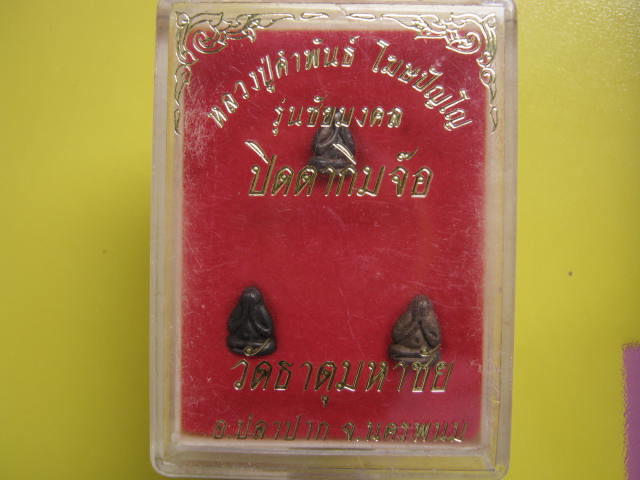 หลวงปู่คำพันธ์ โฆษปัญโญ
รุ่นชัยมงคล
ปิดตากิมจ้อ
วัดธาตุมหาชัย
อ.ปลาปาก จ.นครพนม